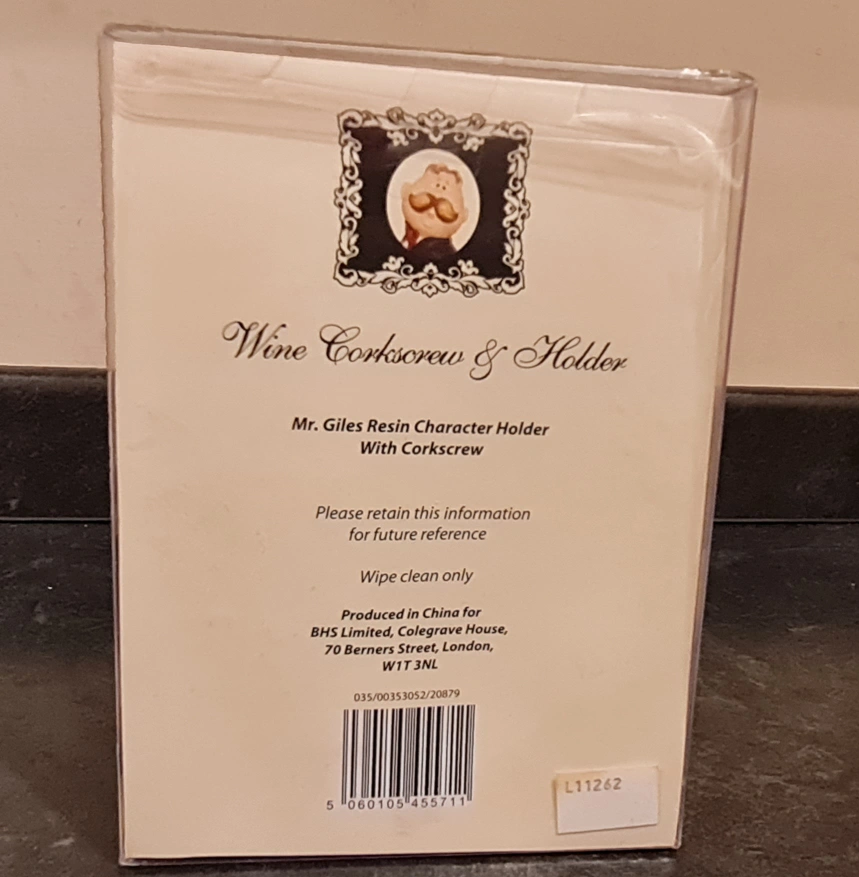 Wine Corkscrew & Holder
Mr. Giles Resin Character Holder
With Corkscrew
Please retain this information
for future reference
Wipe clean only
Produced in China for
BHS Limited, Colegrave House,
70 Berners Street, London,
W1T 3NL
035/00353052/20879
5 060105 455711
L11262